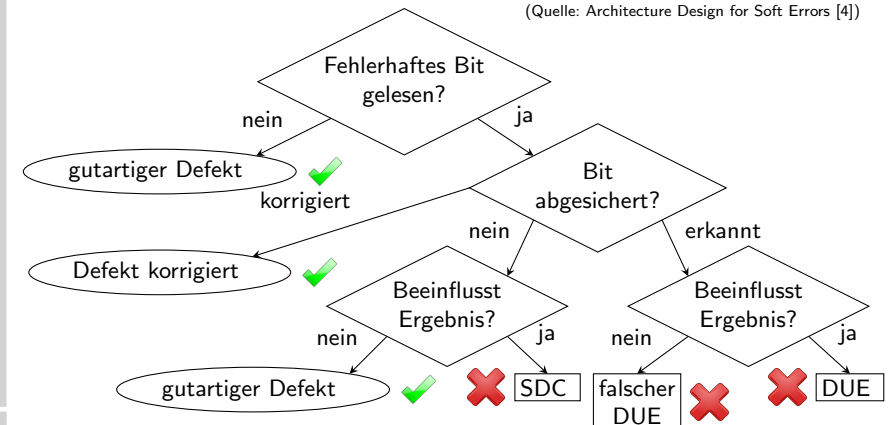 (Quelle: Architecture Design for Soft Errors [4])
Fehlerhaftes Bit
gelesen?
nein
ja
gutartiger Defekt
Bit
abgesichert?
korrigiert
nein
erkannt
Defekt korrigiert
Beeinflusst
Ergebnis?
Beeinflusst
Ergebnis?
nein
ja
nein
ja
gutartiger Defekt
SDC
falscher
DUE
DUE